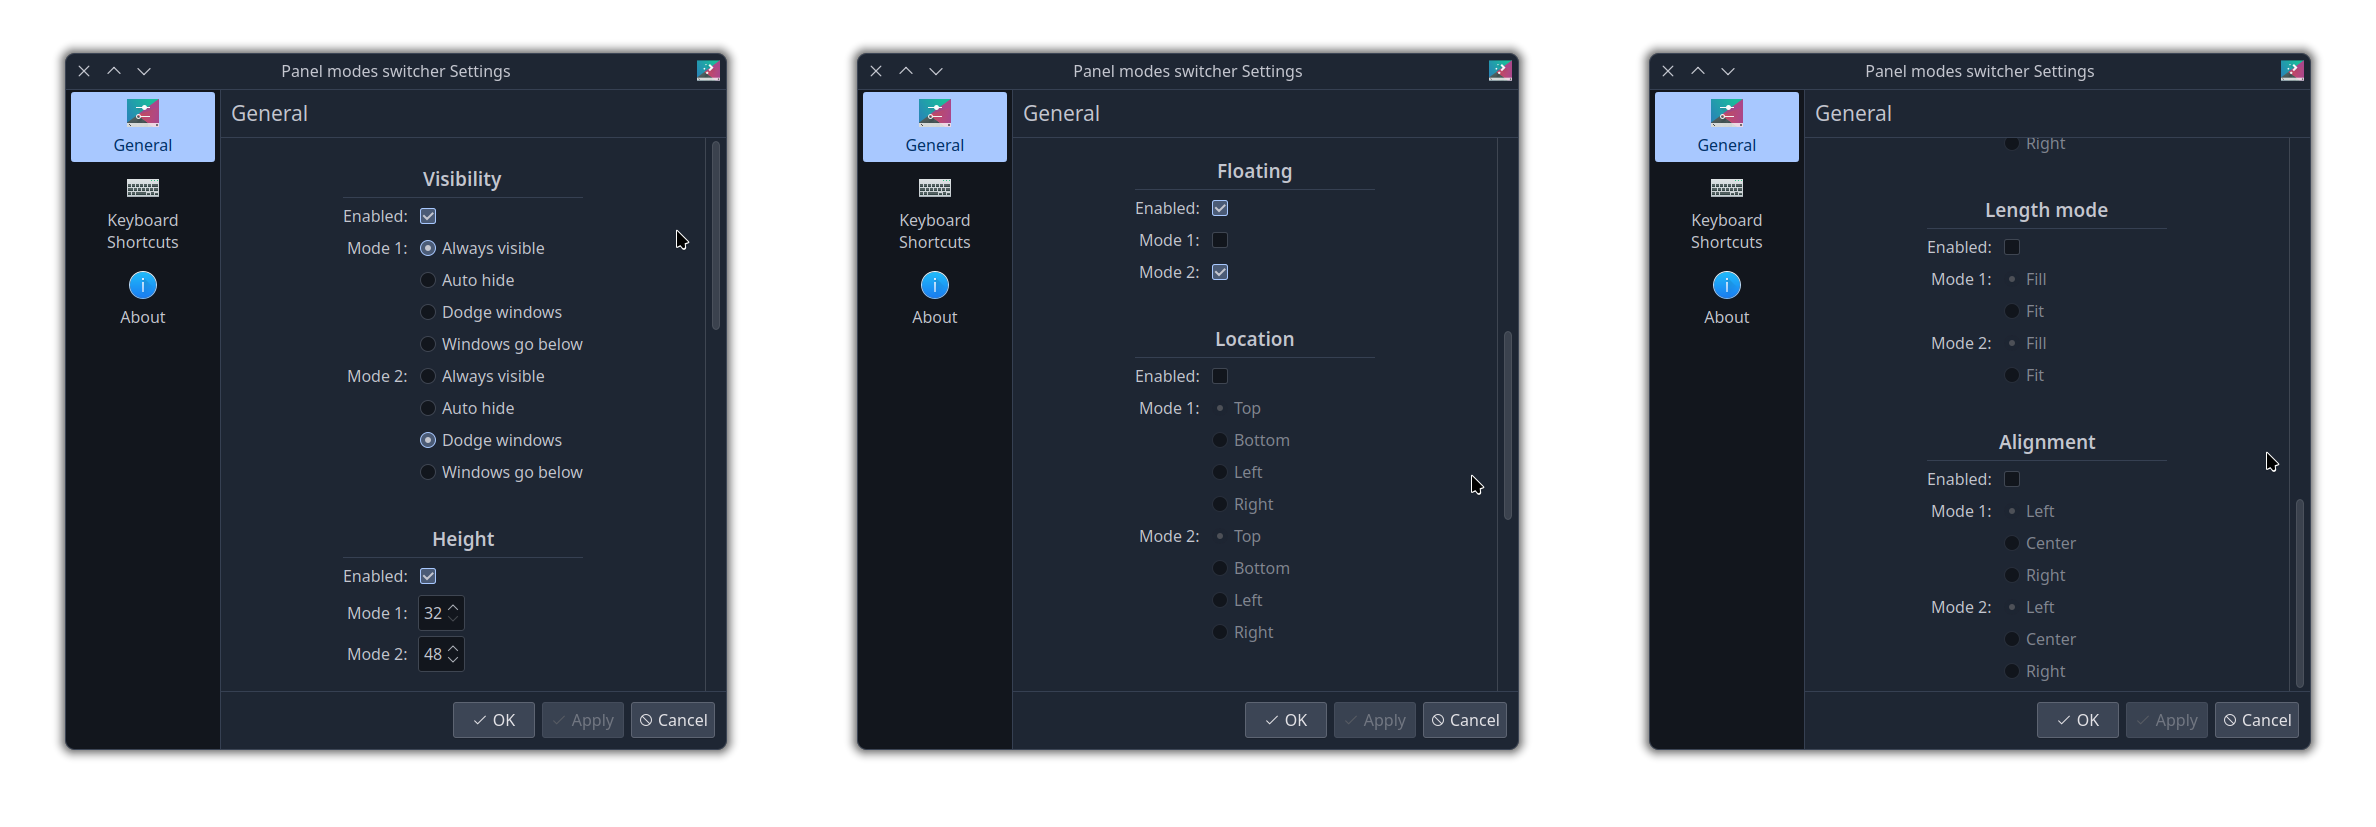 Panel modes switcher Settings
General
Keyboard
Shortcuts
About
General
Visibility
Enabled:
Mode 1: Always visible
Auto hide
Dodge windows
Windows go below
Mode 2: Always visible
Auto hide
Dodge windows
Windows go below
Height
Enabled:
Mode 1: 32
Mode 2: 48
OK Apply Cancel
Panel modes switcher Settings
General
Keyboard
Shortcuts
About
General
Floating
Enabled:
Mode 1:
Mode 2:
Location
Enabled:
Mode 1: Top
Bottom
Left
Right
Mode 2: Top
Bottom
Left
Right
OK Apply Cancel
Panel modes switcher Settings
General
Keyboard
Shortcuts
About
General
Right
Length mode
Enabled:
Mode 1: Fill
Fit
Mode 2: Fill
Fit
Alignment
Enabled:
Mode 1: Left
Center
Right
Mode 2: Left
Center
Right
OK Apply Cancel